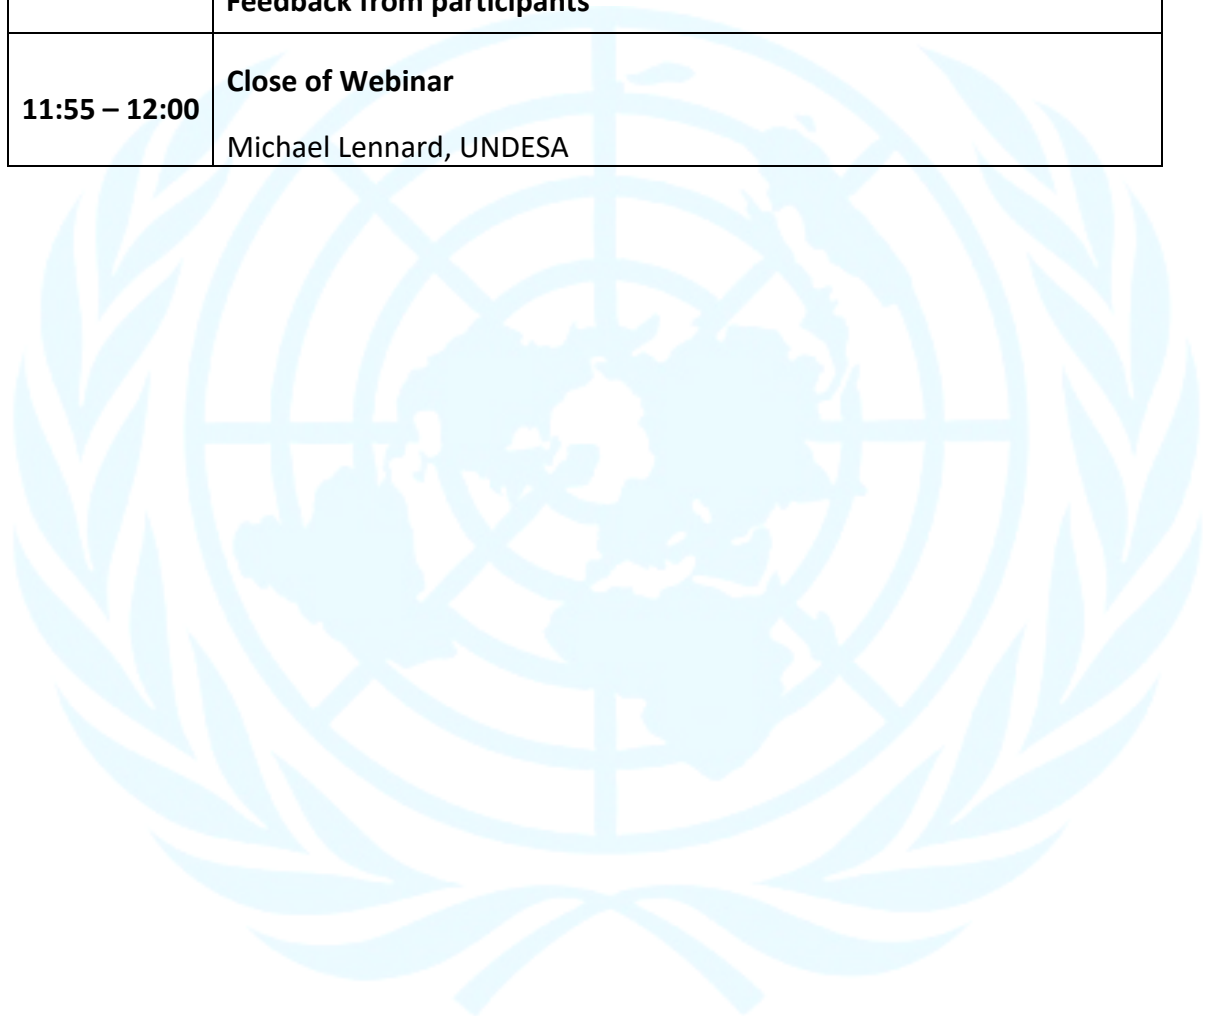 Feedback from participants
Close of Webinar
11:55 – 12:00
Michael Lennard, UNDESA